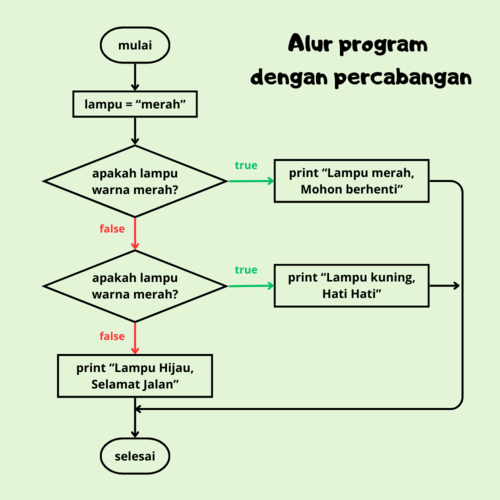 Alur program
dengan percabangan
mulai
lampu = “merah”
apakah lampu
warna merah?
true
print “Lampu merah,
Mohon berhenti”
false
apakah lampu
warna merah?
true
print “Lampu kuning,
Hati Hati”
false
print “Lampu Hijau,
Selamat Jalan”
selesai